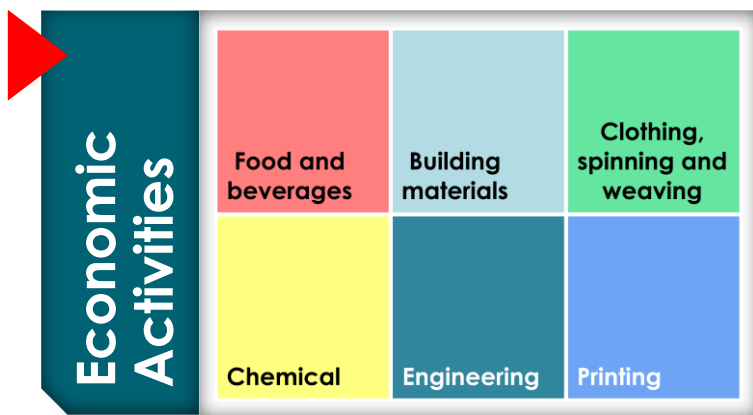 Economic
Activities
Food and
beverages
Building
materials
Clothing,
spinning and
weaving
Chemical
Engineering
Printing